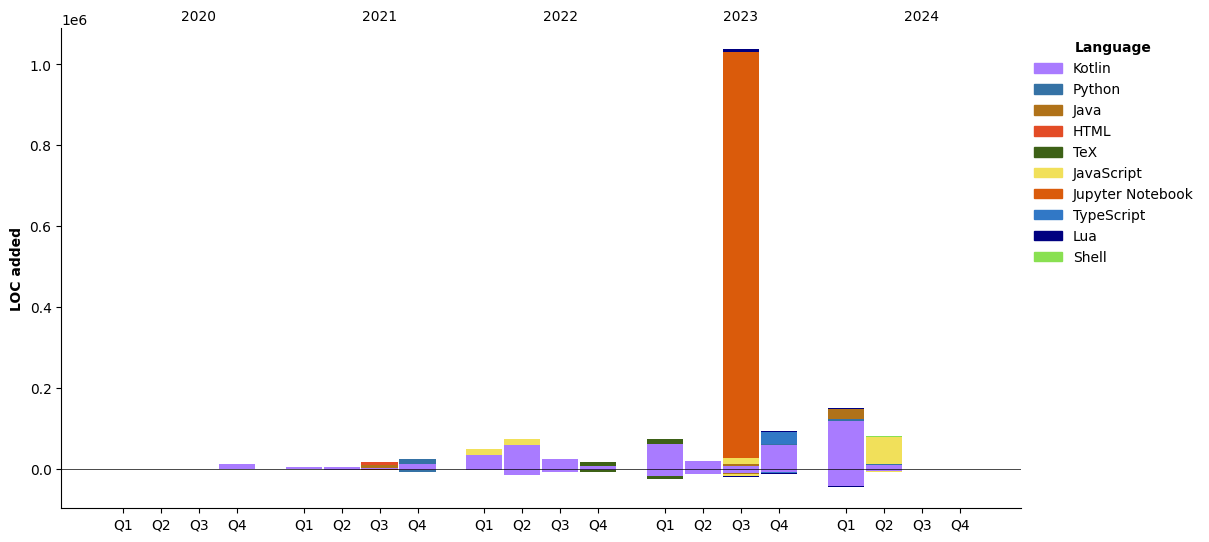 2020 2021 2022 2023 2024
1e6
1.0
0.8
0.6
0.4
0.2
0.0
LOC added
Q1 Q2 Q3 Q4 Q1 Q2 Q3 Q4 Q1 Q2 Q3 Q4 Q1 Q2 Q3 Q4 Q1 Q2 Q3 Q4
Language
Kotlin
Python
Java
HTML
TeX
JavaScript
Jupyter Notebook
TypeScript
Lua
Shell